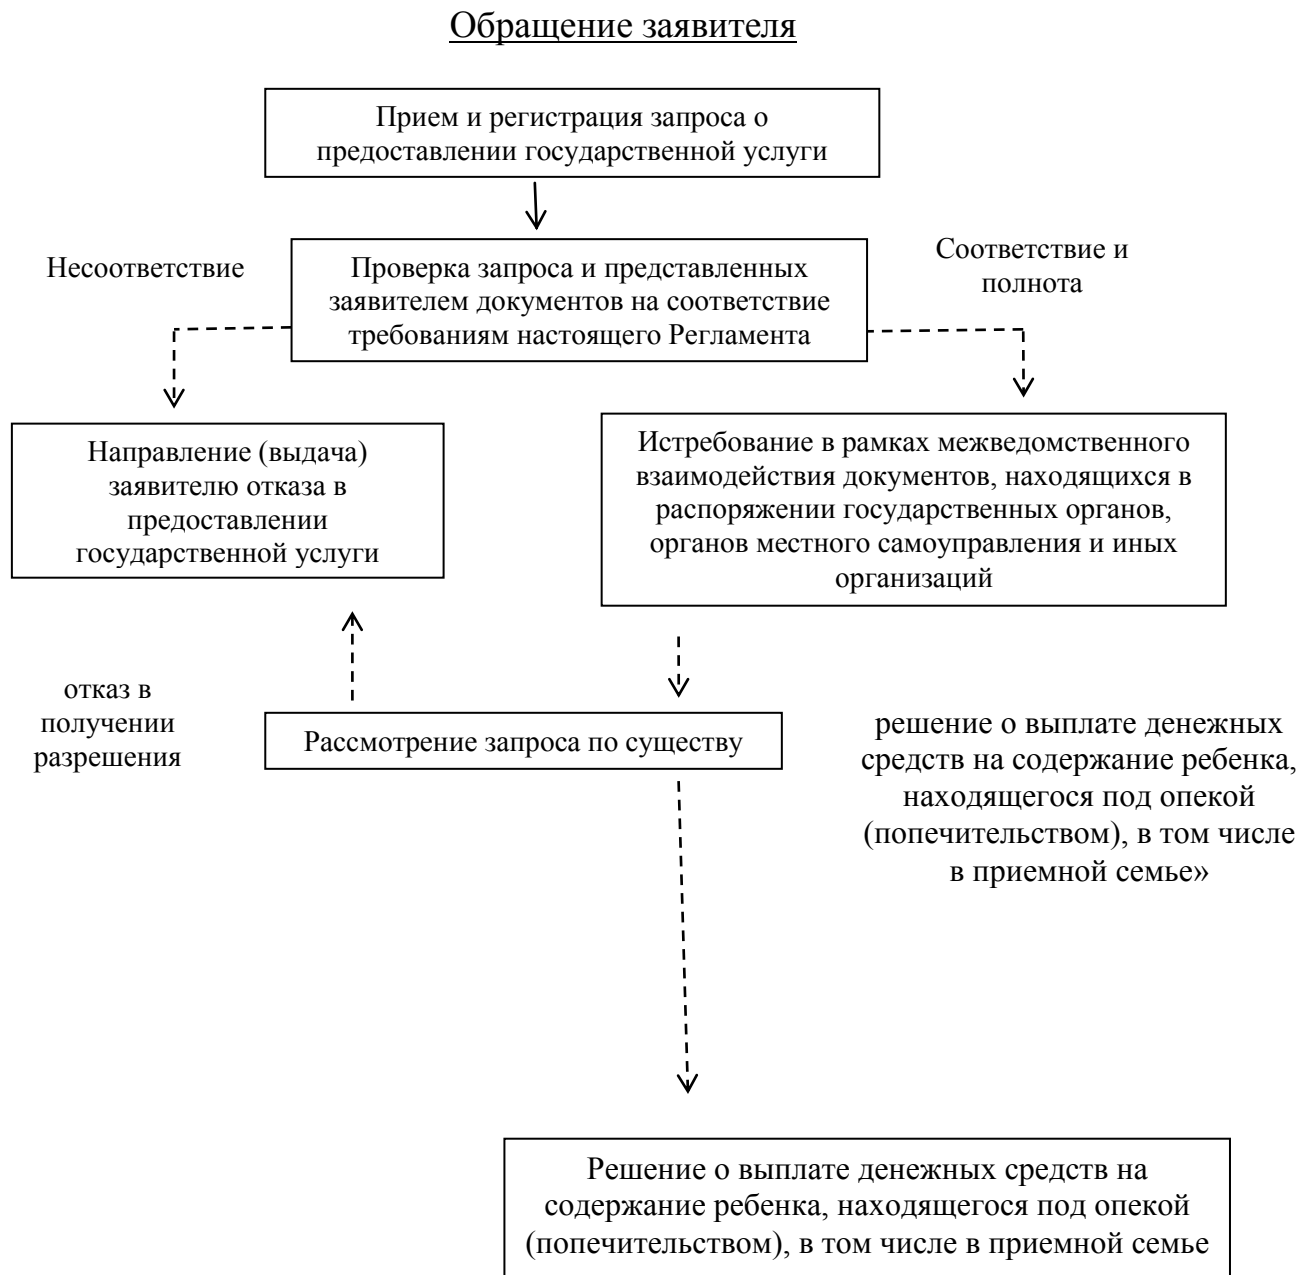 Обращение заявителя
Прием и регистрация запроса о
предоставлении государственной услуги
Несоответствие
Проверка запроса и представленных
заявителем документов на соответствие
требованиям настоящего Регламента
Соответствие и
полнота
Направление (выдача)
заявителю отказа в
предоставлении
государственной услуги
Истребование в рамках межведомственного
взаимодействия документов, находящихся в
распоряжении государственных органов,
органов местного самоуправления и иных
организаций
отказ в
получении
разрешения
Рассмотрение запроса по существу
решение о выплате денежных
средств на содержание ребенка,
находящегося под опекой
(попечительством), в том числе
в приемной семье»
Решение о выплате денежных средств на
содержание ребенка, находящегося под опекой
(попечительством), в том числе в приемной семье